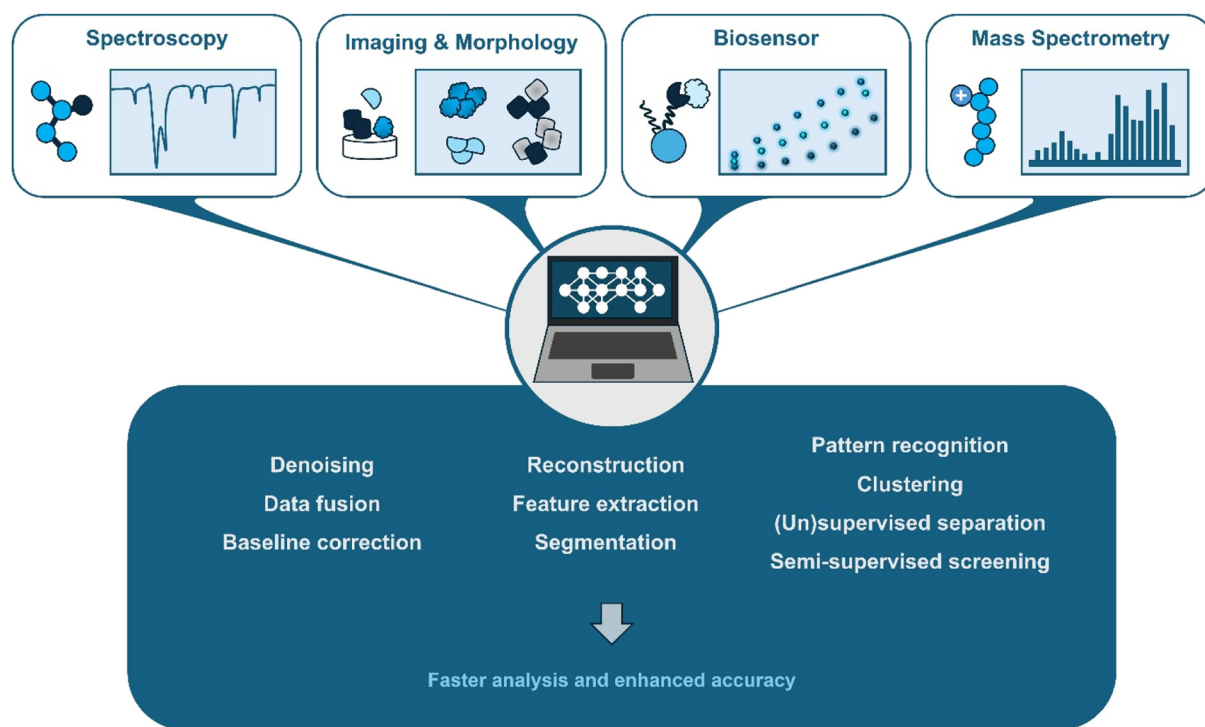 Spectroscopy
Imaging & Morphology
Biosensor
Mass Spectrometry
+
Denoising
Data fusion
Baseline correction
Reconstruction
Feature extraction
Segmentation
Pattern recognition
Clustering
(Un)supervised separation
Semi-supervised screening
Faster analysis and enhanced accuracy